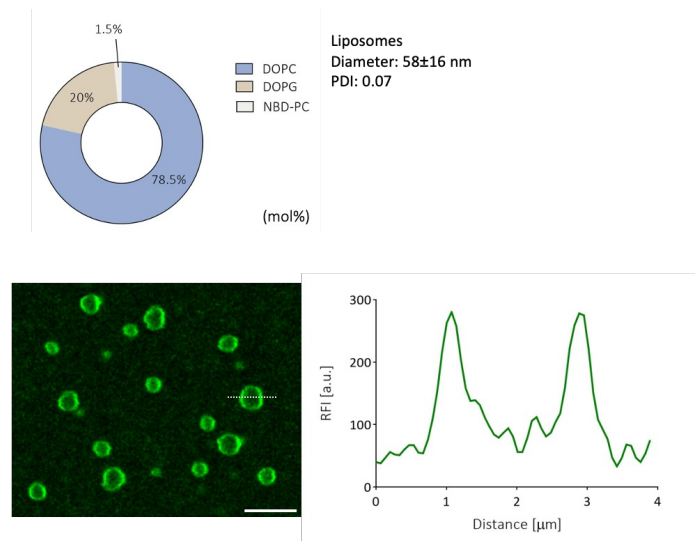 1.5%
20%
78.5%
DOPC
DOPG
NBD-PC
(mol%)
Liposomes
Diameter: 58±16 nm
PDI: 0.07
RFI [a.u.]
300
200
100
0
0 1 2 3 4
Distance [µm]